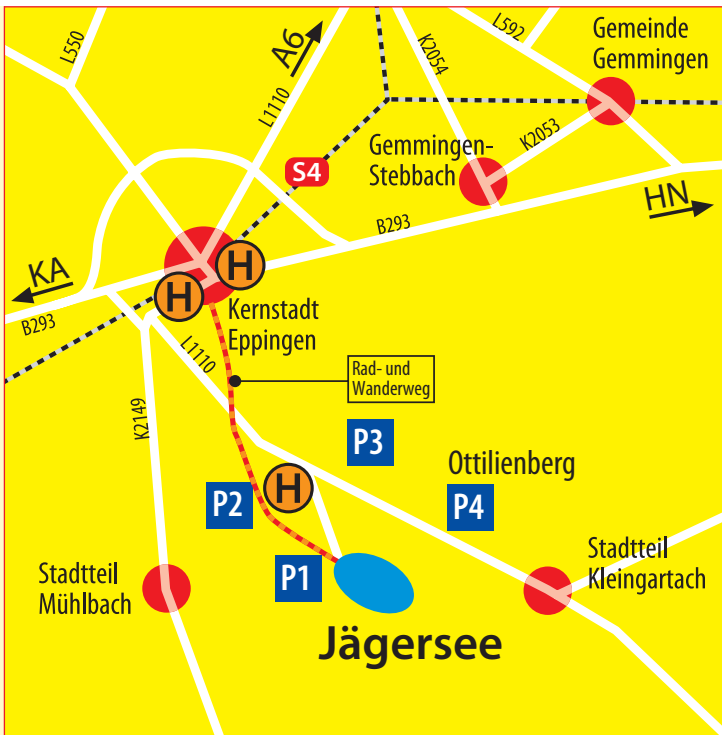 L550
A6
L1110
K2054
L592
Gemeinde
Gemmingen
Gemmingen-
Stebbach
K2053
S4
HN
B293
KA
B293
H
H
Kernstadt
Eppingen
L1110
Rad- und
Wanderweg
K2149
P3
Ottilienberg
H
P2
P4
P1
Stadtteil
Mühlbach
Stadtteil
Kleingartach
Jägersee